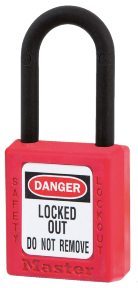 DANGER
LOCKED
OUT
DO NOT REMOVE
SAFETY
LOCKOUT
Master